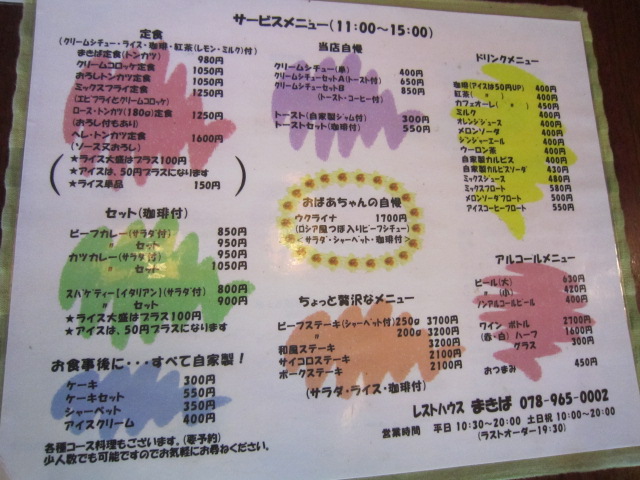 サービスメニュー(11:00~15:00)
定食
(クリームシチュー・ライス・珈琲・紅茶(レモン・ミルク)付)
まきば定食(トンカツ) 980円
クリームコロッケ定食 1050円
おろしトンカツ定食 1050円
ミックスフライ定食 1250円
(エビフライとクリームコロッケ)
ロース・トンカツ(180g)定食 1250円
(おろし付もあり)
ヘレ・トンカツ定食 1600円
(ソース又おろし)
★ライス大盛はプラス100円
★アイスは、50円プラスになります
★ライス単品 150円
セット(珈琲付)
ビーフカレー(サラダ付) 850円
〃 セット 950円
カツカレー(サラダ付) 950円
〃 セット 1050円
スパゲティー[イタリアン](サラダ付) 800円
〃 セット 900円
★ライス大盛はプラス100円
★アイスは、50円プラスになります
お食事後に・・・すべて自家製!
ケーキ 300円
ケーキセット 550円
シャーベット 350円
アイスクリーム 400円
各種コース料理もございます。(要予約)
少人数でも可能ですのでお気軽にお尋ねください。
当店自慢
クリームシチュー(単) 400円
クリームシチューセットA(トースト付) 650円
クリームシチューセットB 850円
(トースト・コーヒー付)
トースト(自家製ジャム付) 300円
トーストセット(珈琲付) 550円
おばあちゃんの自慢
ウクライナ 1700円
(ロシア風つぼ入りビーフシチュー)
<サラダ・シャーベット・珈琲付>
ちょっと贅沢なメニュー
ビーフステーキ(シャーベット付)250g 3700円
〃 200g 3200円
和風ステーキ 3200円
サイコロステーキ 2100円
ポークステーキ 2100円
(サラダ・ライス・珈琲付)
ドリンクメニュー
珈琲(アイスは50円UP) 400円
紅茶( 〃 ) 400円
カフェオーレ( 〃 ) 450円
ミルク 400円
オレンジジュース 400円
メロンソーダ 400円
ジンジャーエール 400円
ウーロン茶 400円
自家製カルピス 400円
自家製カルピスソーダ 430円
ミックスジュース 480円
ミックスフロート 580円
メロンソーダフロート 500円
アイスコーヒーフロート 550円
アルコールメニュー
ビール(大) 630円
〃 (小) 420円
ノンアルコールビール 400円
ワイン ボトル 2700円
(赤・白) ハーフ 1600円
グラス 300円
おつまみ 450円
レストハウス まきば 078-965-0002
営業時間 平日 10:30~20:00 土日祝 10:00~20:00
(ラストオーダー19:30)